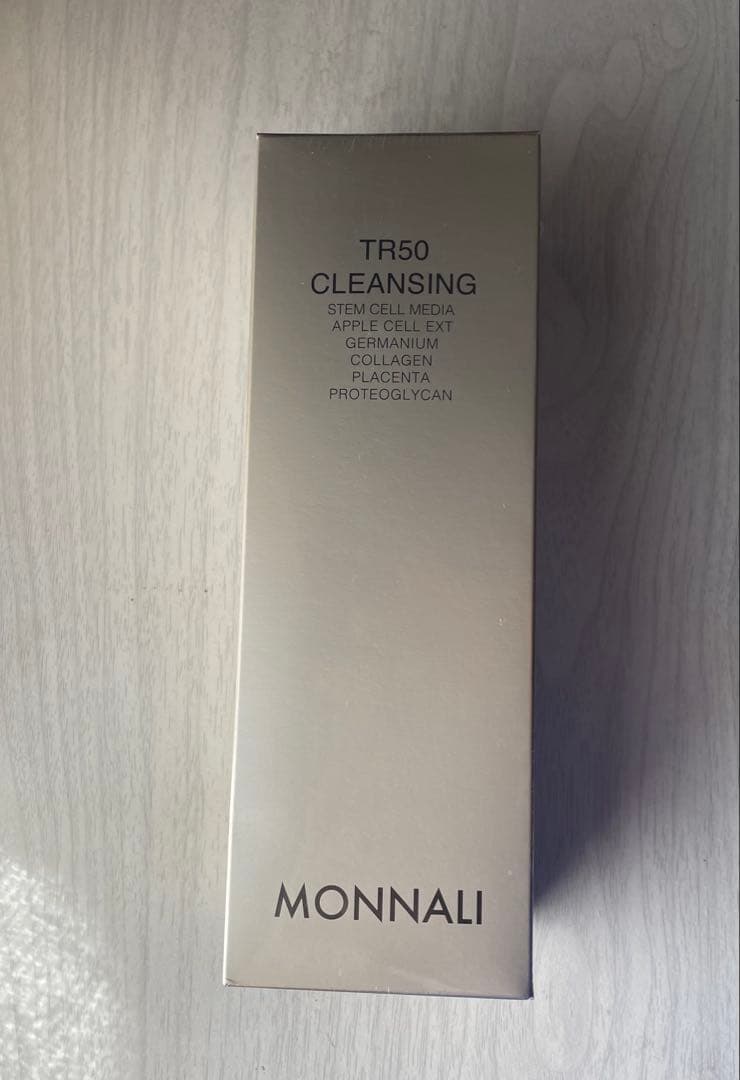 TR50
CLEANSING
STEM CELL MEDIA
APPLE CELL EXT
GERMANIUM
COLLAGEN
PLACENTA
PROTEOGLYCAN
MONNALI